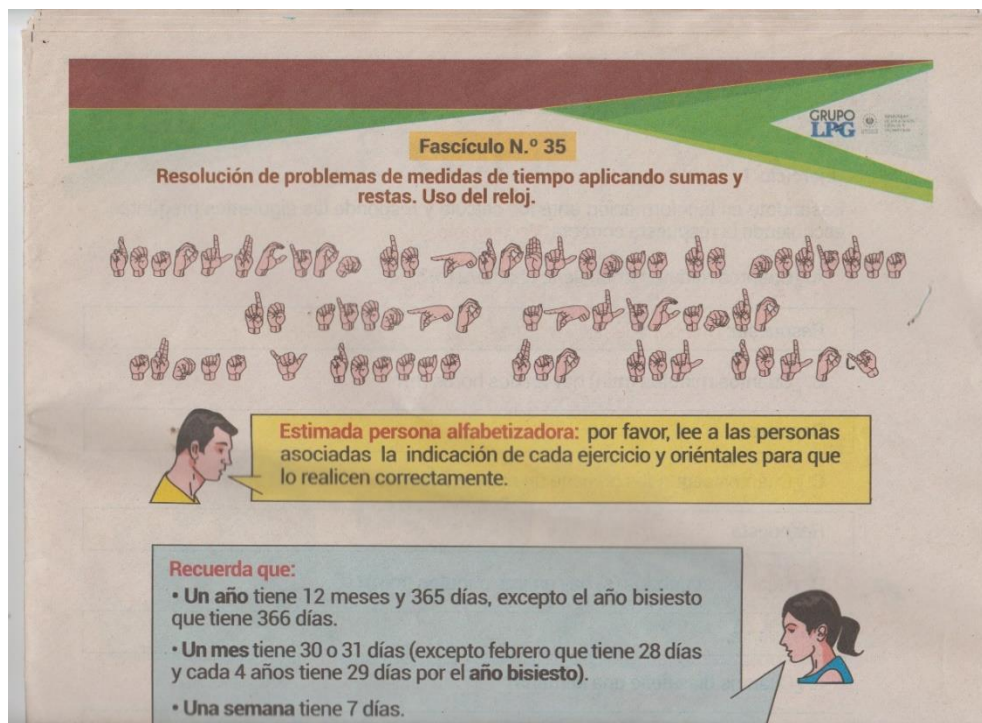 GRUPO
LPG
Fascículo N.º 35
Resolución de problemas de medidas de tiempo aplicando sumas y
restas. Uso del reloj.
Estimada persona alfabetizadora: por favor, lee a las personas
asociadas la indicación de cada ejercicio y oriéntales para que
lo realicen correctamente.
Recuerda que:
• Un año tiene 12 meses y 365 días, excepto el año bisiesto
que tiene 366 días.
• Un mes tiene 30 o 31 días (excepto febrero que tiene 28 días
y cada 4 años tiene 29 días por el año bisiesto).
• Una semana tiene 7 días.